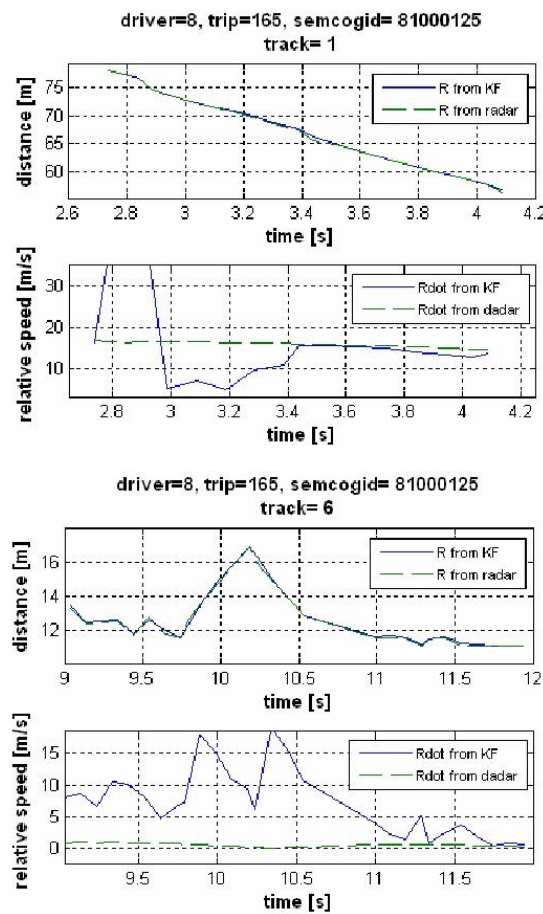 driver=8, trip=165, semcogid= 81000125
track= 1
75
70
65
60
distance [m]
R from KF
R from radar
2.6 2.8 3 3.2 3.4 3.6 3.8 4 4.2
time [s]
30
20
10
relative speed [m/s]
Rdot from KF
Rdot from dadar
2.8 3 3.2 3.4 3.6 3.8 4 4.2
time [s]
driver=8, trip=165, semcogid= 81000125
track= 6
16
14
12
distance [m]
R from KF
R from radar
9 9.5 10 10.5 11 11.5 12
time [s]
15
10
5
0
relative speed [m/s]
Rdot from KF
Rdot from dadar
9.5 10 10.5 11 11.5
time [s]